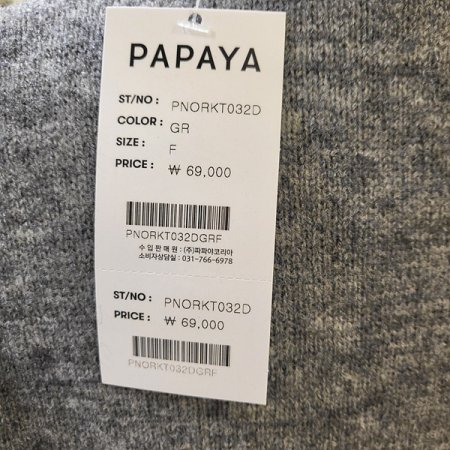 PAPAYA
ST/NO : PNORKT032D
COLOR : GR
SIZE : F
PRICE : ₩ 69,000
PNORKT032DGRF
수 입 판 매 원 : (주)파파야코리아
소비자상담실 : 031-766-6978
ST/NO : PNORKT032D
PRICE : ₩ 69,000
PNORKT032DGRF